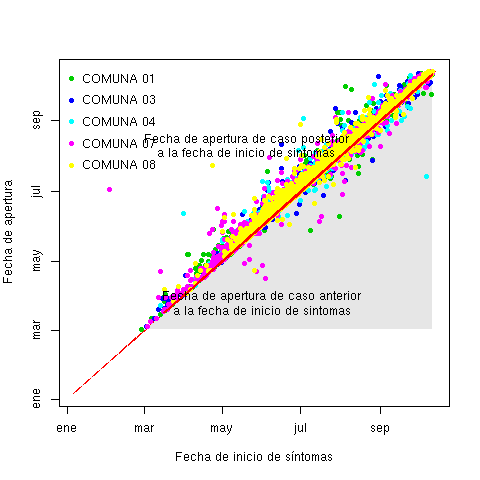 COMUNA 01
COMUNA 03
COMUNA 04
COMUNA 07
COMUNA 08
Fecha de apertura de caso posterior
a la fecha de inicio de sintomas
Fecha de apertura de caso anterior
a la fecha de inicio de sintomas
Fecha de apertura
sep
jul
may
mar
ene
ene mar may jul sep
Fecha de inicio de síntomas